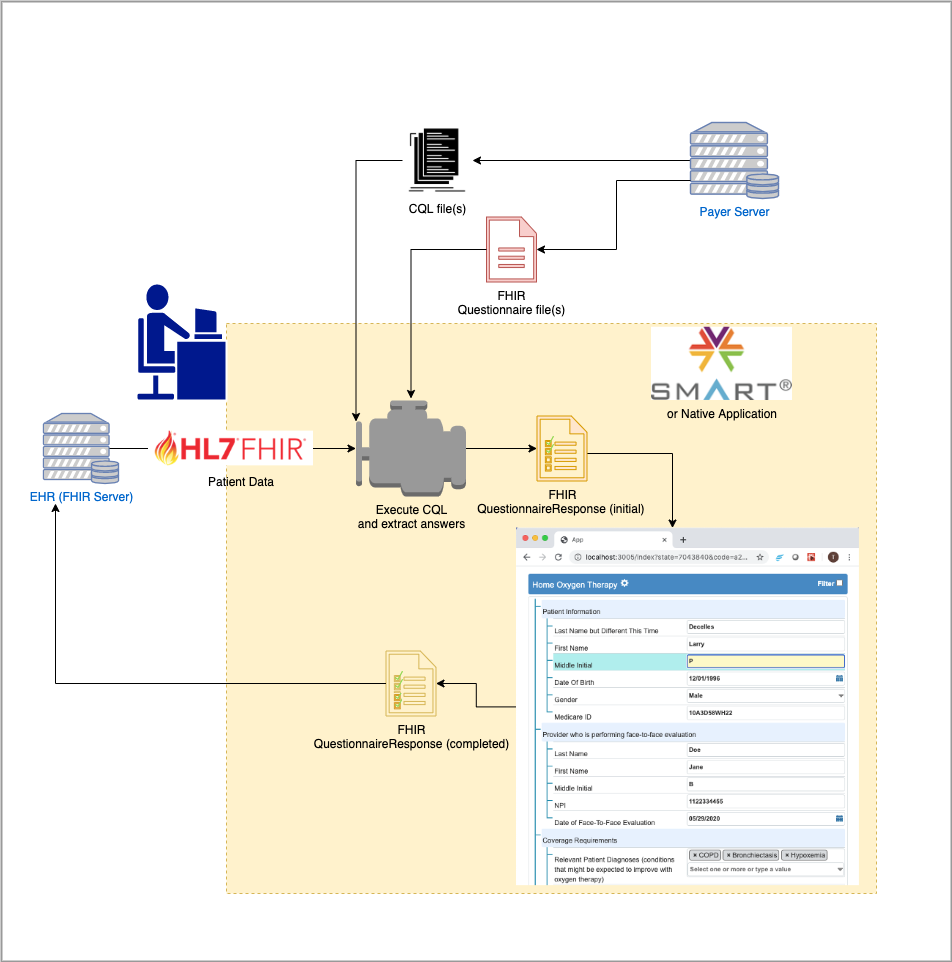 CQL file(s)
Payer Server
FHIR
Questionnaire file(s)
SMART®
or Native Application
HL7 FHIR
Patient Data
EHR (FHIR Server)
Execute CQL
and extract answers
FHIR
QuestionnaireResponse (initial)
App
localhost:3005/index?state=7043840&code=a2...
T
Home Oxygen Therapy
Filter
Patient Information
Last Name but Different This Time
Decelles
First Name
Larry
Middle Initial
P
Date Of Birth
12/01/1996
Gender
Male
Medicare ID
10A3D58WH22
Provider who is performing face-to-face evaluation
Last Name
Doe
First Name
Jane
Middle Initial
B
NPI
1122334455
Date of Face-To-Face Evaluation
05/29/2020
Coverage Requirements
Relevant Patient Diagnoses (conditions
that might be expected to improve with
oxygen therapy)
× COPD × Bronchiectasis × Hypoxemia
Select one or more or type a value
FHIR
QuestionnaireResponse (completed)